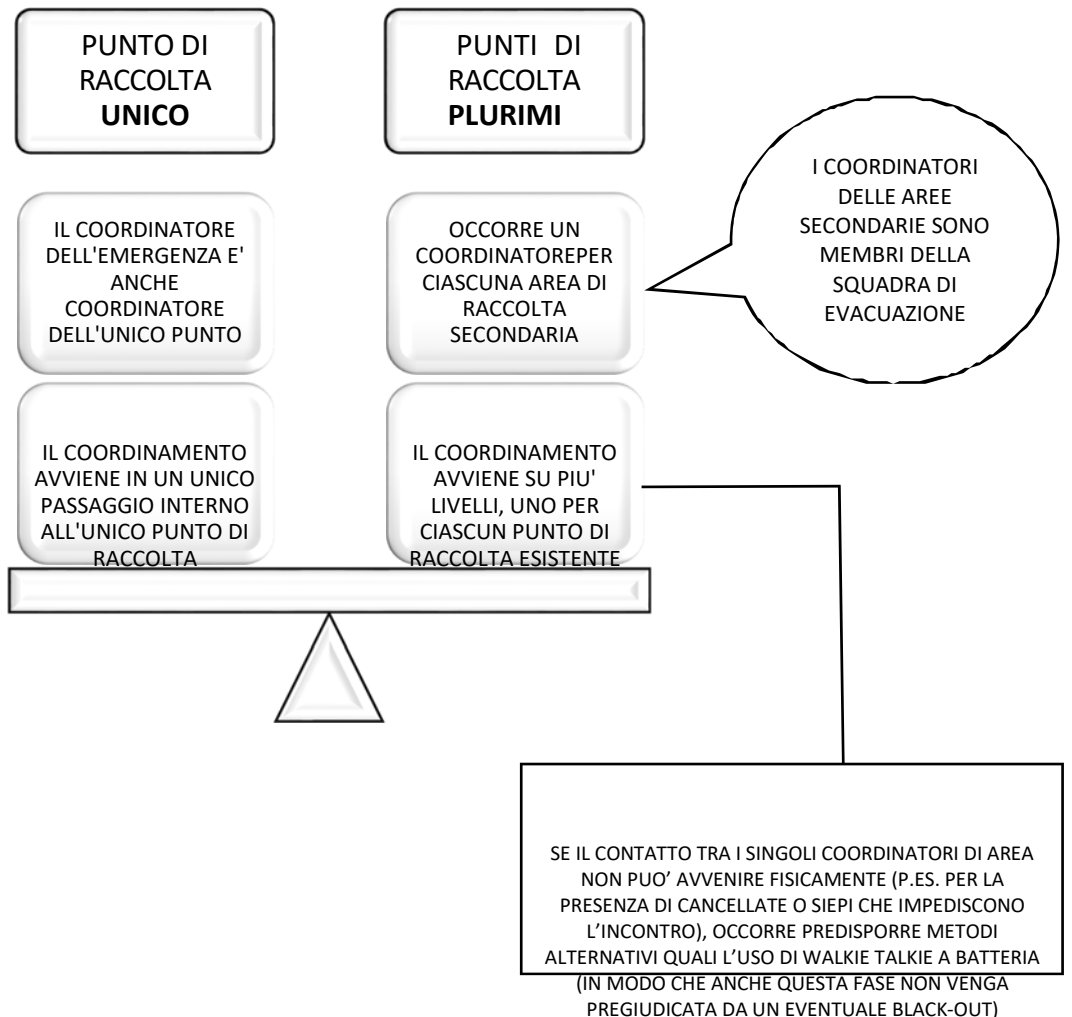 PUNTO DI
RACCOLTA
UNICO
PUNTI DI
RACCOLTA
PLURIMI
I COORDINATORI
DELLE AREE
SECONDARIE SONO
MEMBRI DELLA
SQUADRA DI
EVACUAZIONE
IL COORDINATORE
DELL'EMERGENZA E'
ANCHE
COORDINATORE
DELL'UNICO PUNTO
OCCORRE UN
COORDINATOREPER
CIASCUNA AREA DI
RACCOLTA
SECONDARIA
IL COORDINAMENTO
AVVIENE IN UN UNICO
PASSAGGIO INTERNO
ALL'UNICO PUNTO DI
RACCOLTA
IL COORDINAMENTO
AVVIENE SU PIU'
LIVELLI, UNO PER
CIASCUN PUNTO DI
RACCOLTA ESISTENTE
SE IL CONTATTO TRA I SINGOLI COORDINATORI DI AREA
NON PUO’ AVVENIRE FISICAMENTE (P.ES. PER LA
PRESENZA DI CANCELLATE O SIEPI CHE IMPEDISCONO
L’INCONTRO), OCCORRE PREDISPORRE METODI
ALTERNATIVI QUALI L’USO DI WALKIE TALKIE A BATTERIA
(IN MODO CHE ANCHE QUESTA FASE NON VENGA
PREGIUDICATA DA UN EVENTUALE BLACK-OUT)